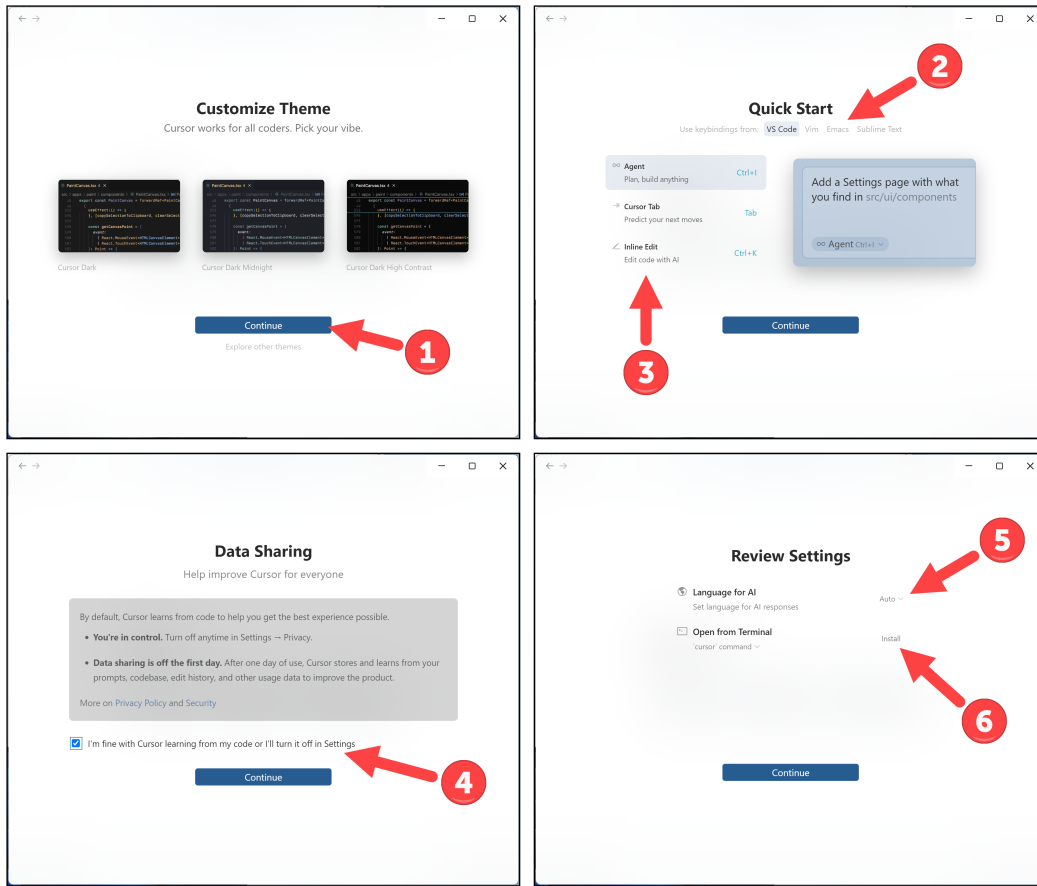 Customize Theme
Cursor works for all coders. Pick your vibe.
PaintCanvas.tsx 4 ×
PaintCanvas.tsx 4 ×
PaintCanvas.tsx 4 ×
Cursor Dark
Cursor Dark Midnight
Cursor Dark High Contrast
Continue
Explore other themes
1
Quick Start
Use keybindings from: VS Code Vim Emacs Sublime Text
2
Agent
Plan, build anything
Ctrl+I
Cursor Tab
Predict your next moves
Tab
Inline Edit
Edit code with AI
Ctrl+K
Add a Settings page with what
you find in src/ui/components
Agent Ctrl+I
Continue
3
Data Sharing
Help improve Cursor for everyone
By default, Cursor learns from code to help you get the best experience possible.
• You're in control. Turn off anytime in Settings → Privacy.
• Data sharing is off the first day. After one day of use, Cursor stores and learns from your
prompts, codebase, edit history, and other usage data to improve the product.
More on Privacy Policy and Security
I'm fine with Cursor learning from my code or I'll turn it off in Settings
Continue
4
Review Settings
5
Language for AI
Set language for AI responses
Auto
Open from Terminal
`cursor` command
Install
6
Continue